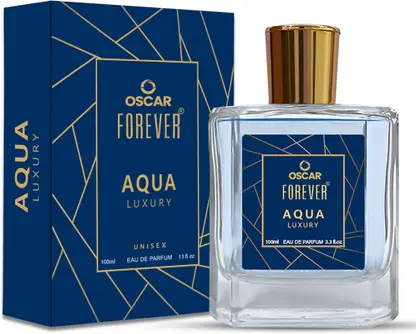 AQUA
LUXURY
OSCAR
FOREVER®
AQUA
LUXURY
UNISEX
100ml EAU DE PARFUM 3.3 fl.oz
OSCAR
FOREVER®
AQUA
LUXURY
100ml EAU DE PARFUM 3.3 fl.oz